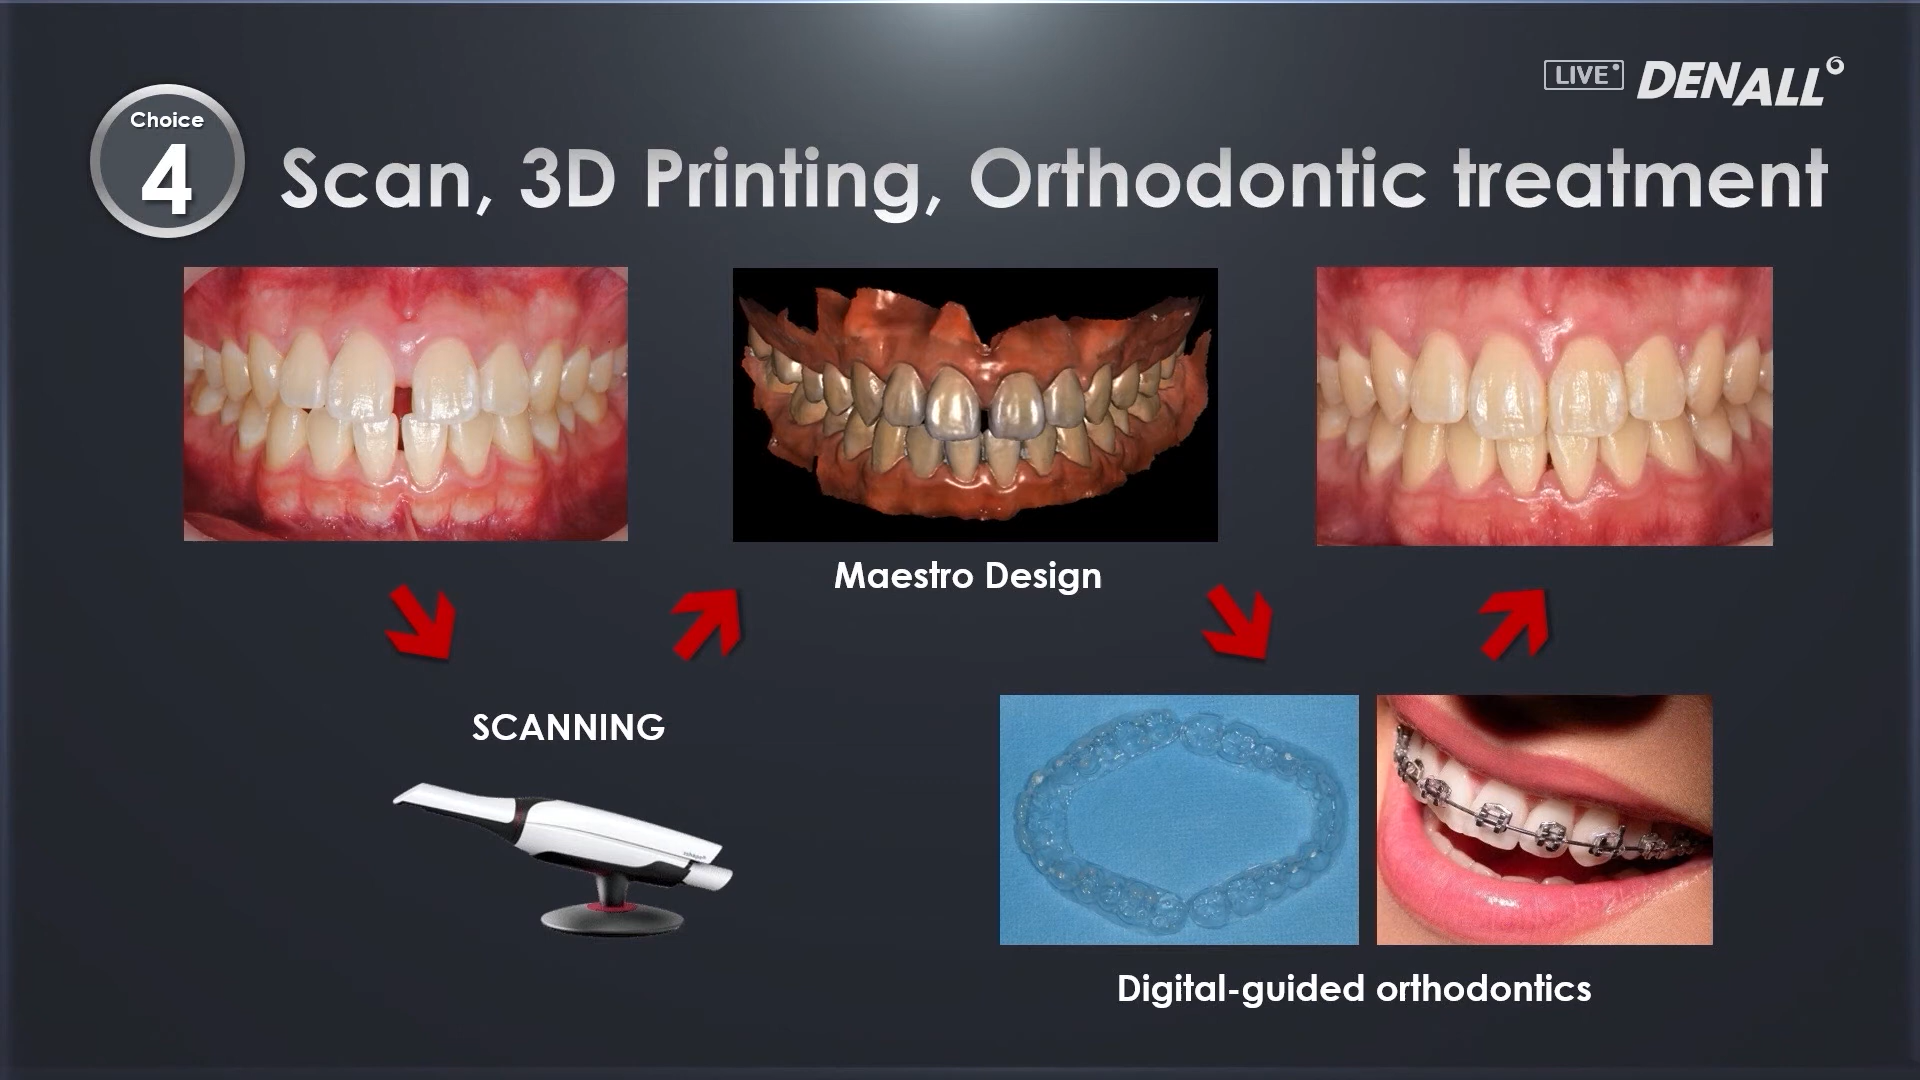 LIVE DENALL
Choice
4
Scan, 3D Printing, Orthodontic treatment
Maestro Design
SCANNING
Digital-guided orthodontics